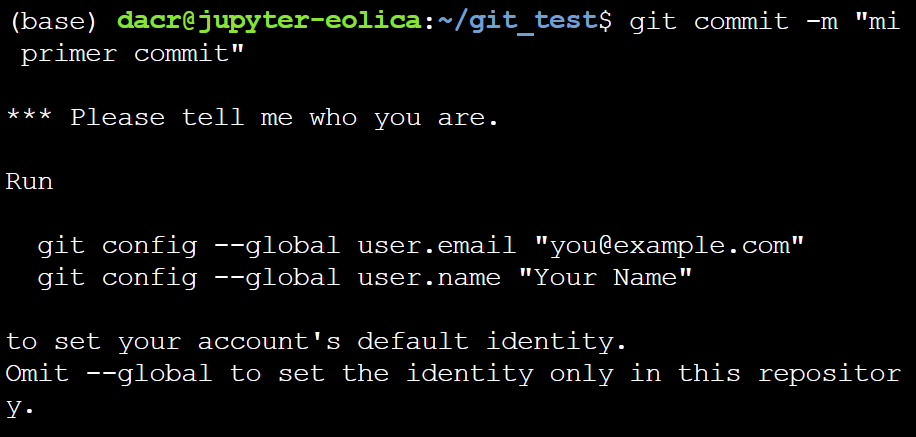 (base) dacr@jupyter-eolica:~/git_test$ git commit -m "mi
 primer commit"
*** Please tell me who you are.
Run
  git config --global user.email "you@example.com"
  git config --global user.name "Your Name"
to set your account's default identity.
Omit --global to set the identity only in this repositor
y.